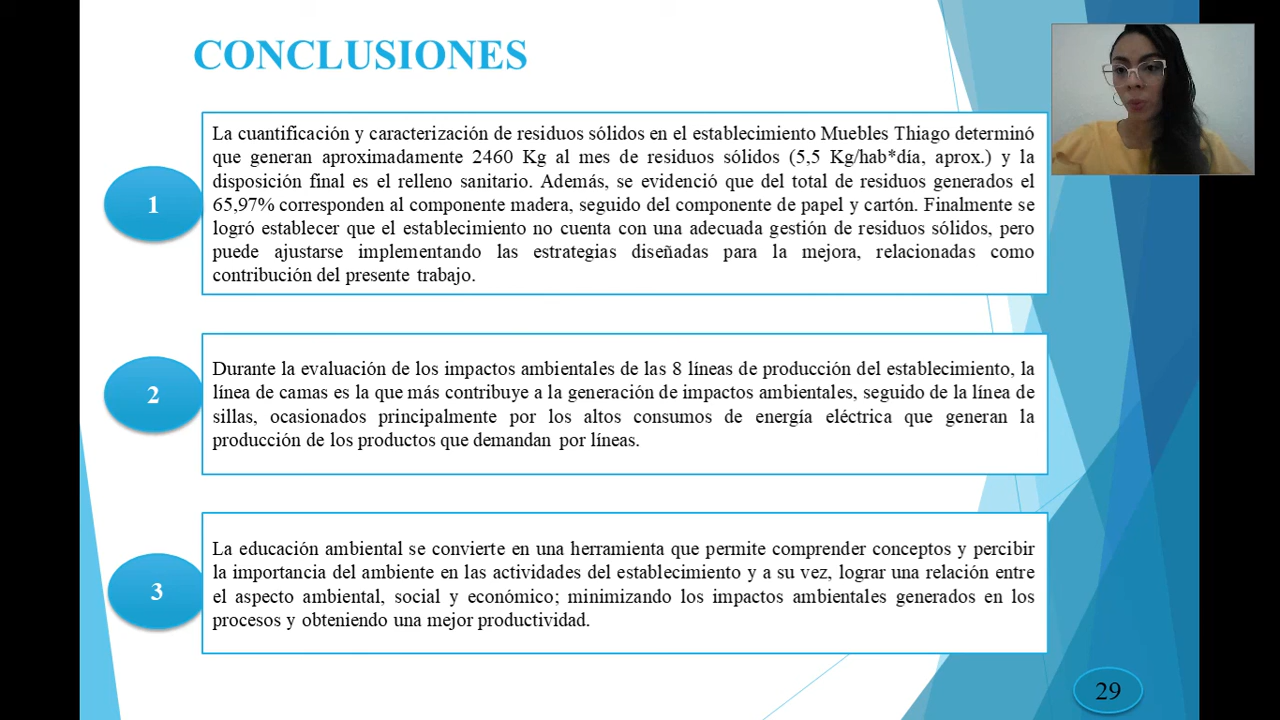 CONCLUSIONES
1
La cuantificación y caracterización de residuos sólidos en el establecimiento Muebles Thiago determinó
que generan aproximadamente 2460 Kg al mes de residuos sólidos (5,5 Kg/hab*día, aprox.) y la
disposición final es el relleno sanitario. Además, se evidenció que del total de residuos generados el
65,97% corresponden al componente madera, seguido del componente de papel y cartón. Finalmente se
logró establecer que el establecimiento no cuenta con una adecuada gestión de residuos sólidos, pero
puede ajustarse implementando las estrategias diseñadas para la mejora, relacionadas como
contribución del presente trabajo.
2
Durante la evaluación de los impactos ambientales de las 8 líneas de producción del establecimiento, la
línea de camas es la que más contribuye a la generación de impactos ambientales, seguido de la línea de
sillas, ocasionados principalmente por los altos consumos de energía eléctrica que generan la
producción de los productos que demandan por líneas.
3
La educación ambiental se convierte en una herramienta que permite comprender conceptos y percibir
la importancia del ambiente en las actividades del establecimiento y a su vez, lograr una relación entre
el aspecto ambiental, social y económico; minimizando los impactos ambientales generados en los
procesos y obteniendo una mejor productividad.
29